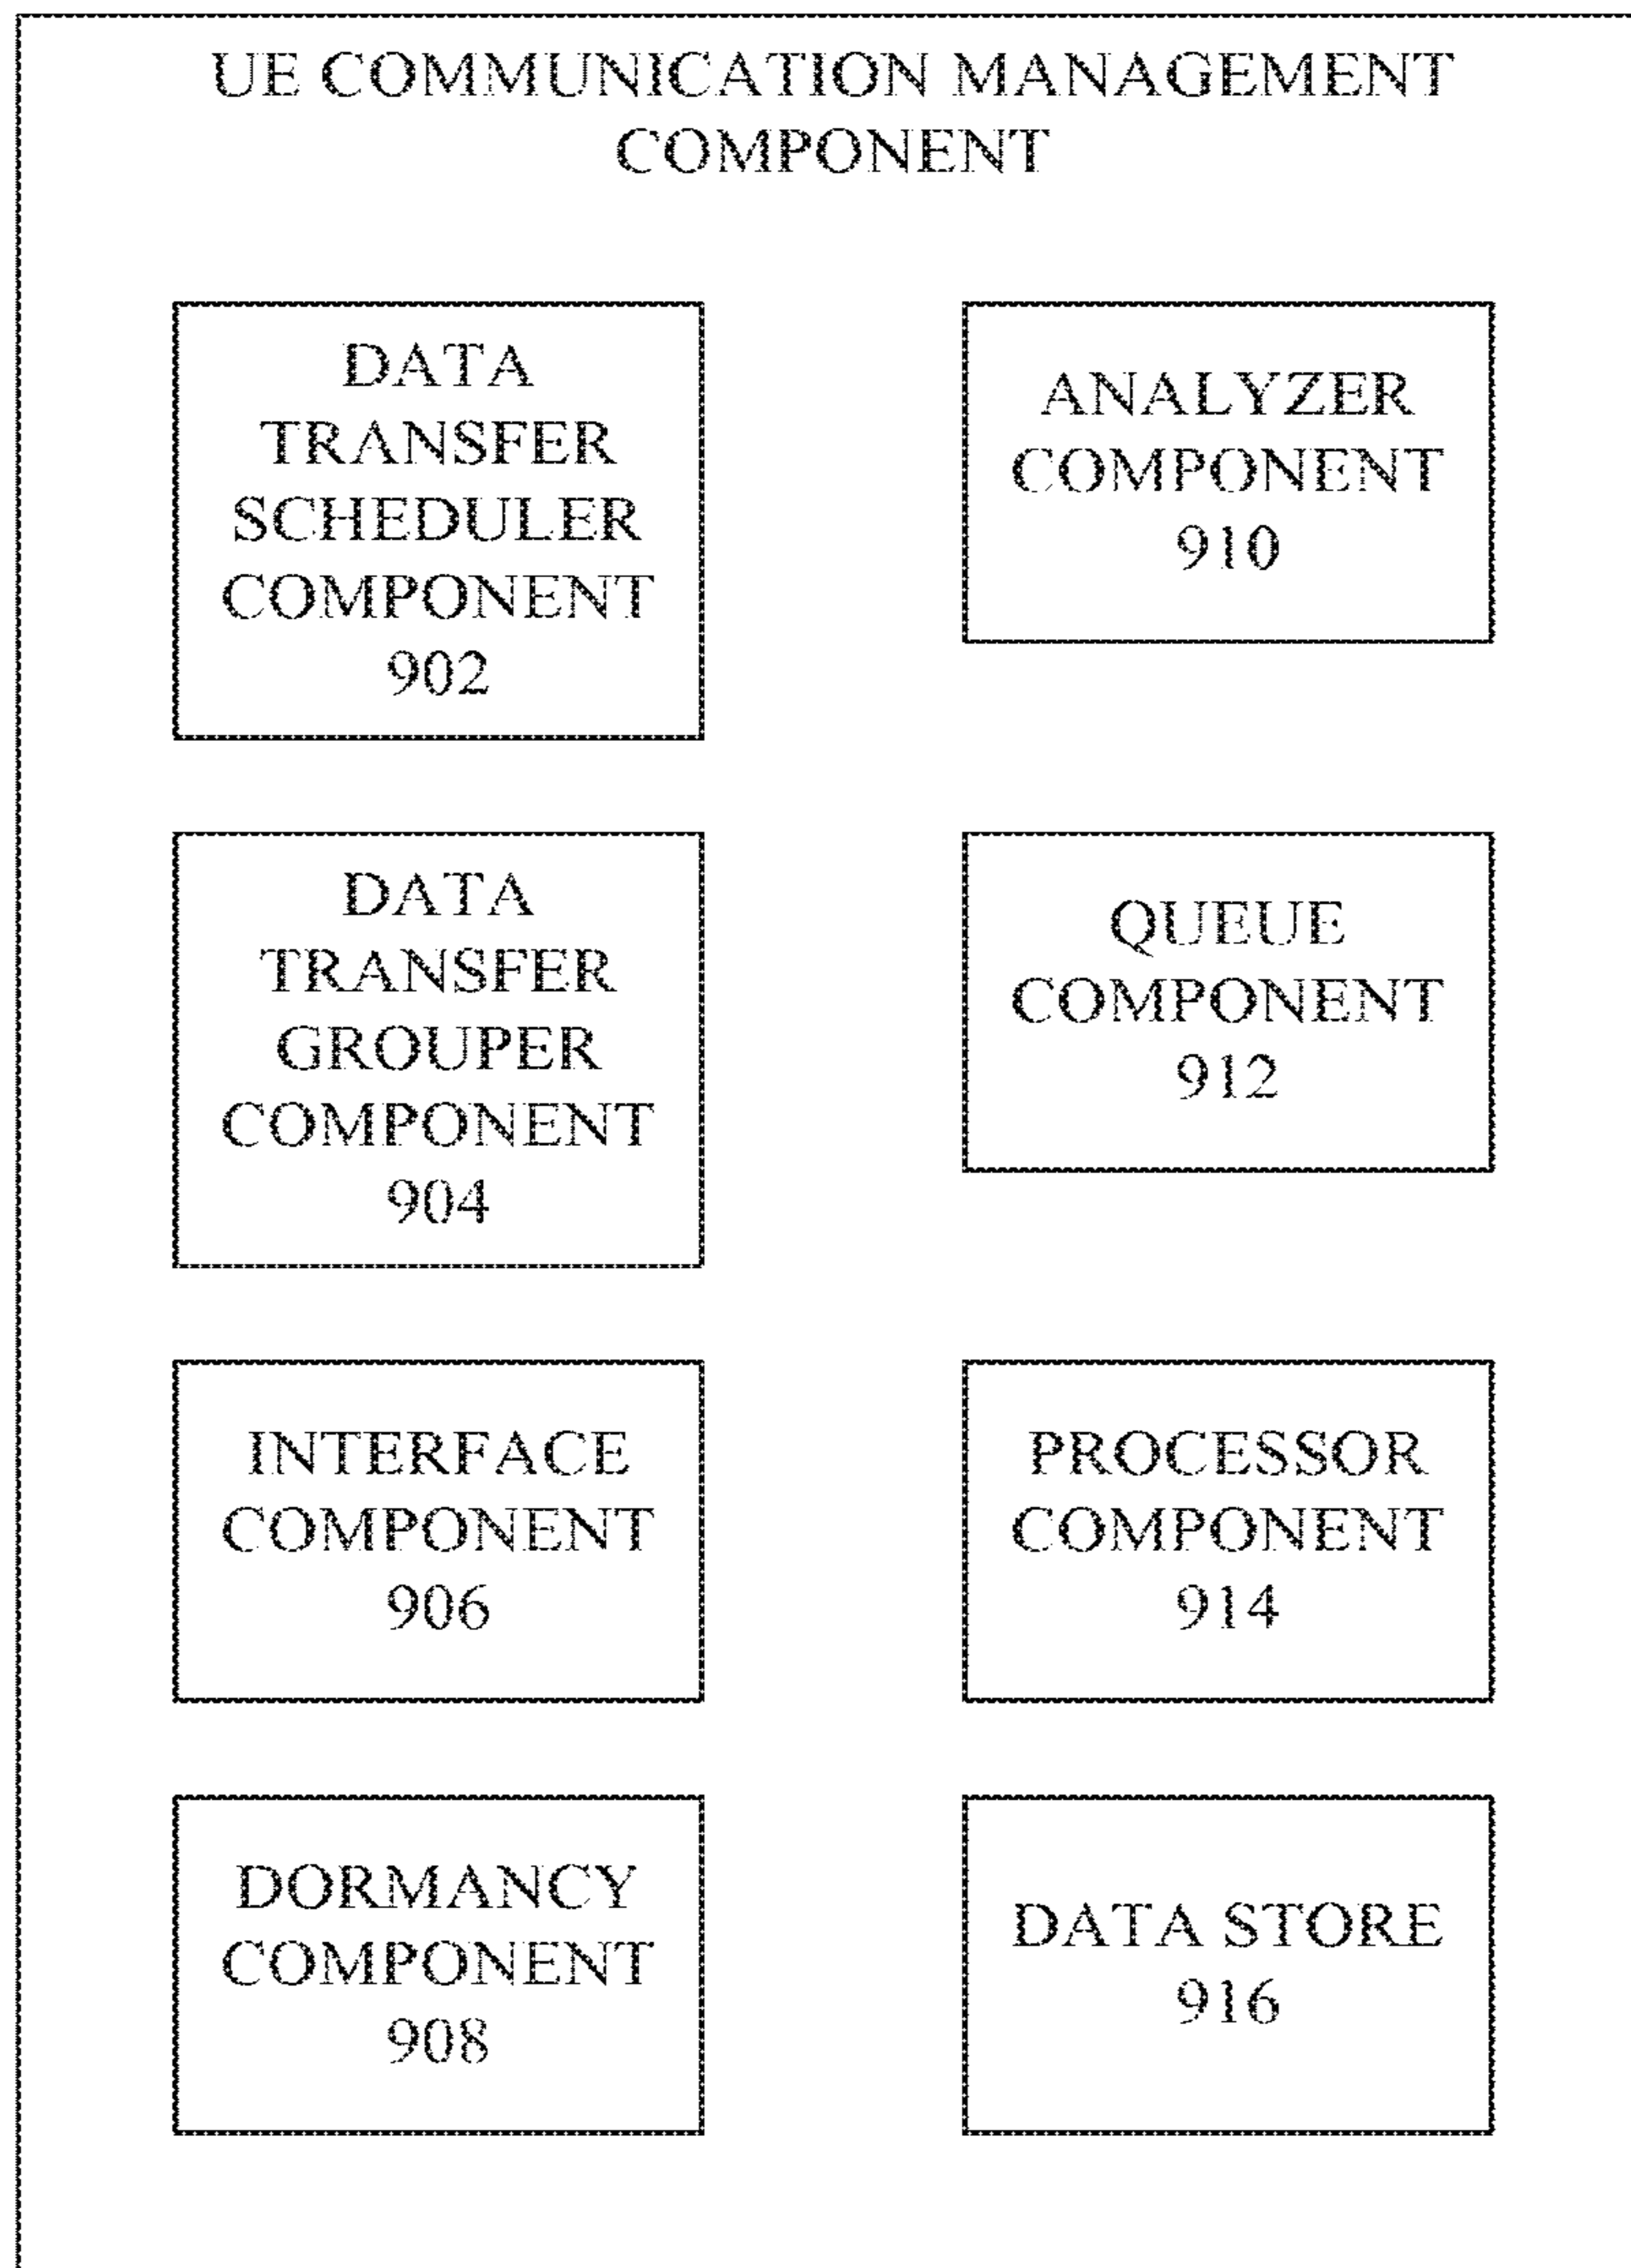 UE COMMUNICATION MANAGEMENT
COMPONENT
DATA
TRANSFER
SCHEDULER
COMPONENT
902
ANALYZER
COMPONENT
910
DATA
TRANSFER
GROUPER
COMPONENT
904
QUEUE
COMPONENT
912
INTERFACE
COMPONENT
906
PROCESSOR
COMPONENT
914
DORMANCY
COMPONENT
908
DATA STORE
916